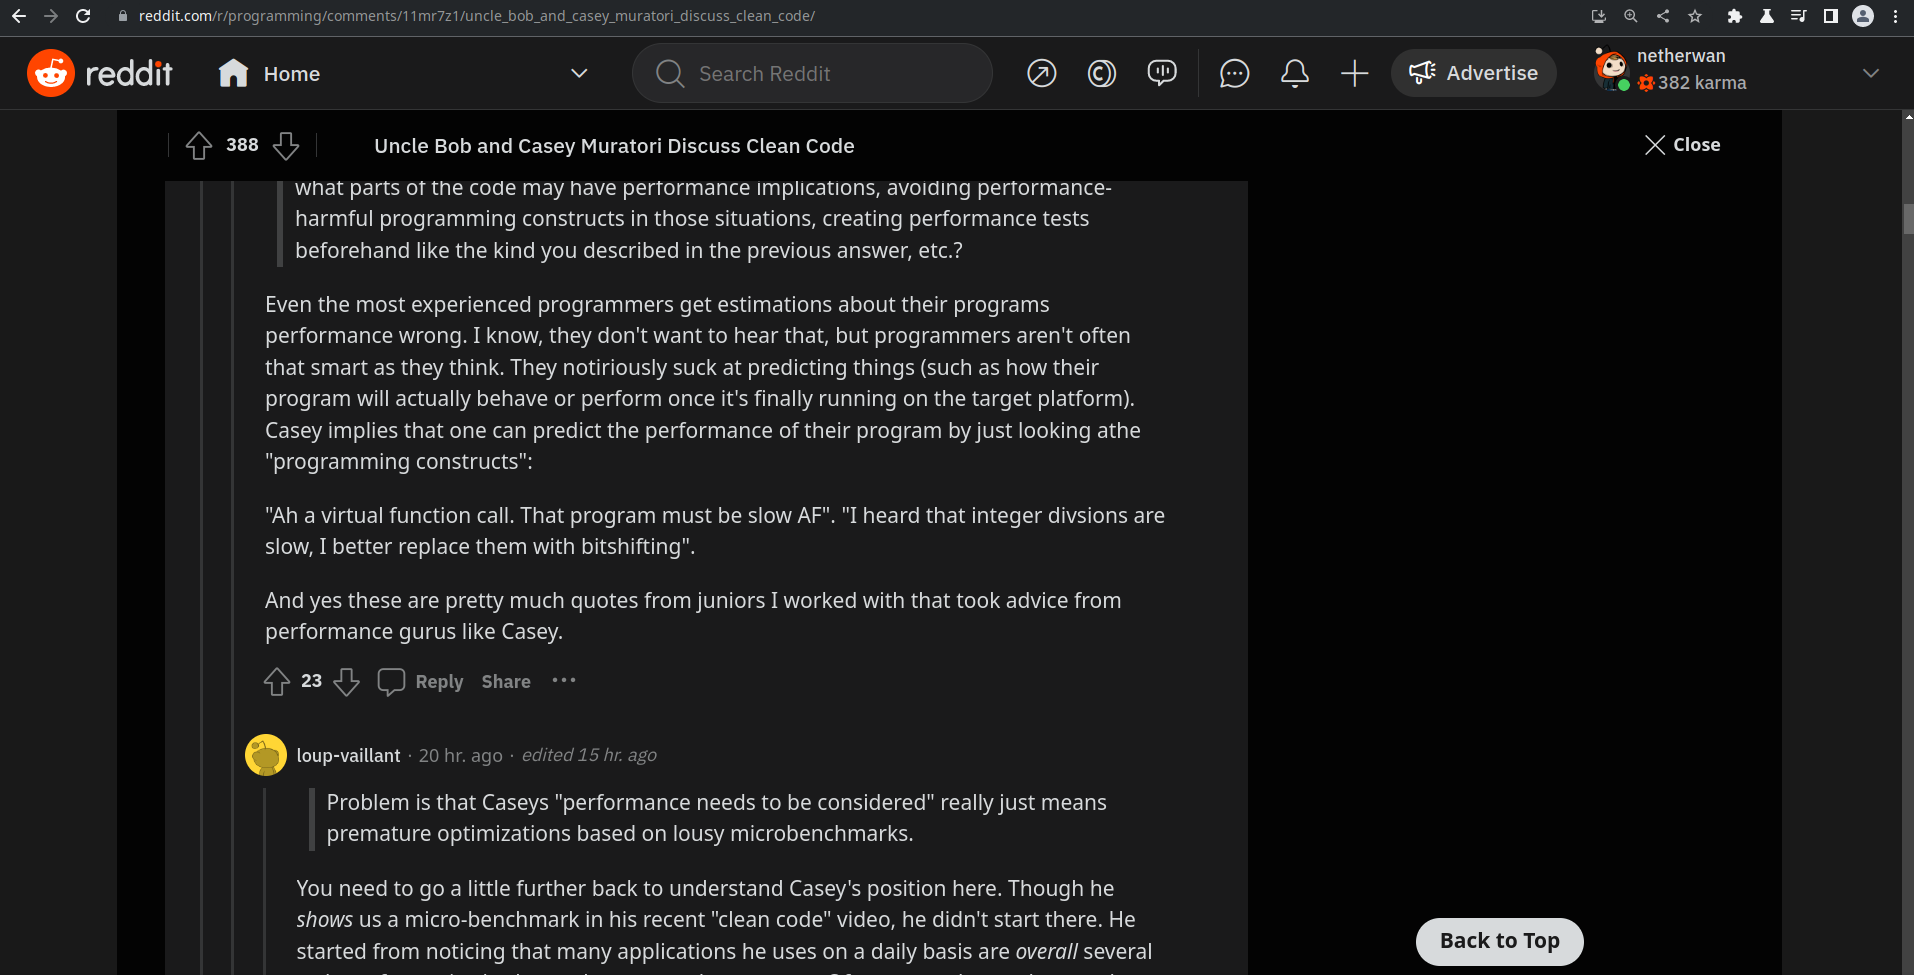 reddit.com/r/programming/comments/11mr7z1/uncle_bob_and_casey_muratori_discuss_clean_code/
reddit
Home
Search Reddit
Advertise
netherwan
382 karma
388
Uncle Bob and Casey Muratori Discuss Clean Code
Close
what parts of the code may have performance implications, avoiding performance-
harmful programming constructs in those situations, creating performance tests
beforehand like the kind you described in the previous answer, etc.?
Even the most experienced programmers get estimations about their programs
performance wrong. I know, they don't want to hear that, but programmers aren't often
that smart as they think. They notiriously suck at predicting things (such as how their
program will actually behave or perform once it's finally running on the target platform).
Casey implies that one can predict the performance of their program by just looking athe
"programming constructs":
"Ah a virtual function call. That program must be slow AF". "I heard that integer divsions are
slow, I better replace them with bitshifting".
And yes these are pretty much quotes from juniors I worked with that took advice from
performance gurus like Casey.
23
Reply
Share
loup-vaillant · 20 hr. ago · edited 15 hr. ago
Problem is that Caseys "performance needs to be considered" really just means
premature optimizations based on lousy microbenchmarks.
You need to go a little further back to understand Casey's position here. Though he
shows us a micro-benchmark in his recent "clean code" video, he didn't start there. He
started from noticing that many applications he uses on a daily basis are overall several
Back to Top